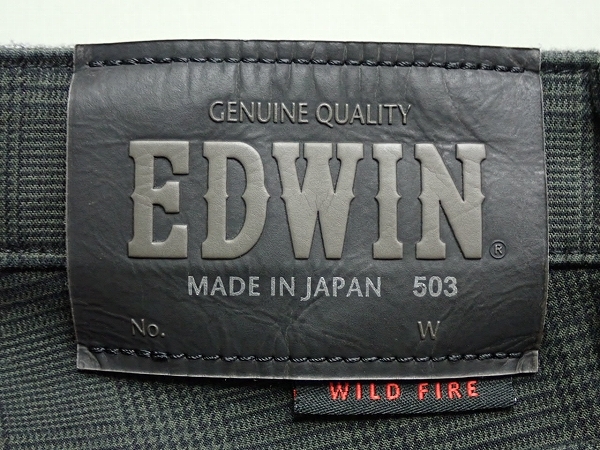 GENUINE QUALITY
EDWIN®
MADE IN JAPAN 503
No. W
WILD FIRE